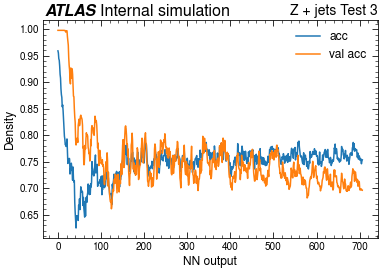 ATLAS Internal simulation
Z + jets Test 3
acc
val acc
1.00
0.95
0.90
0.85
0.80
0.75
0.70
0.65
Density
0 100 200 300 400 500 600 700
NN output